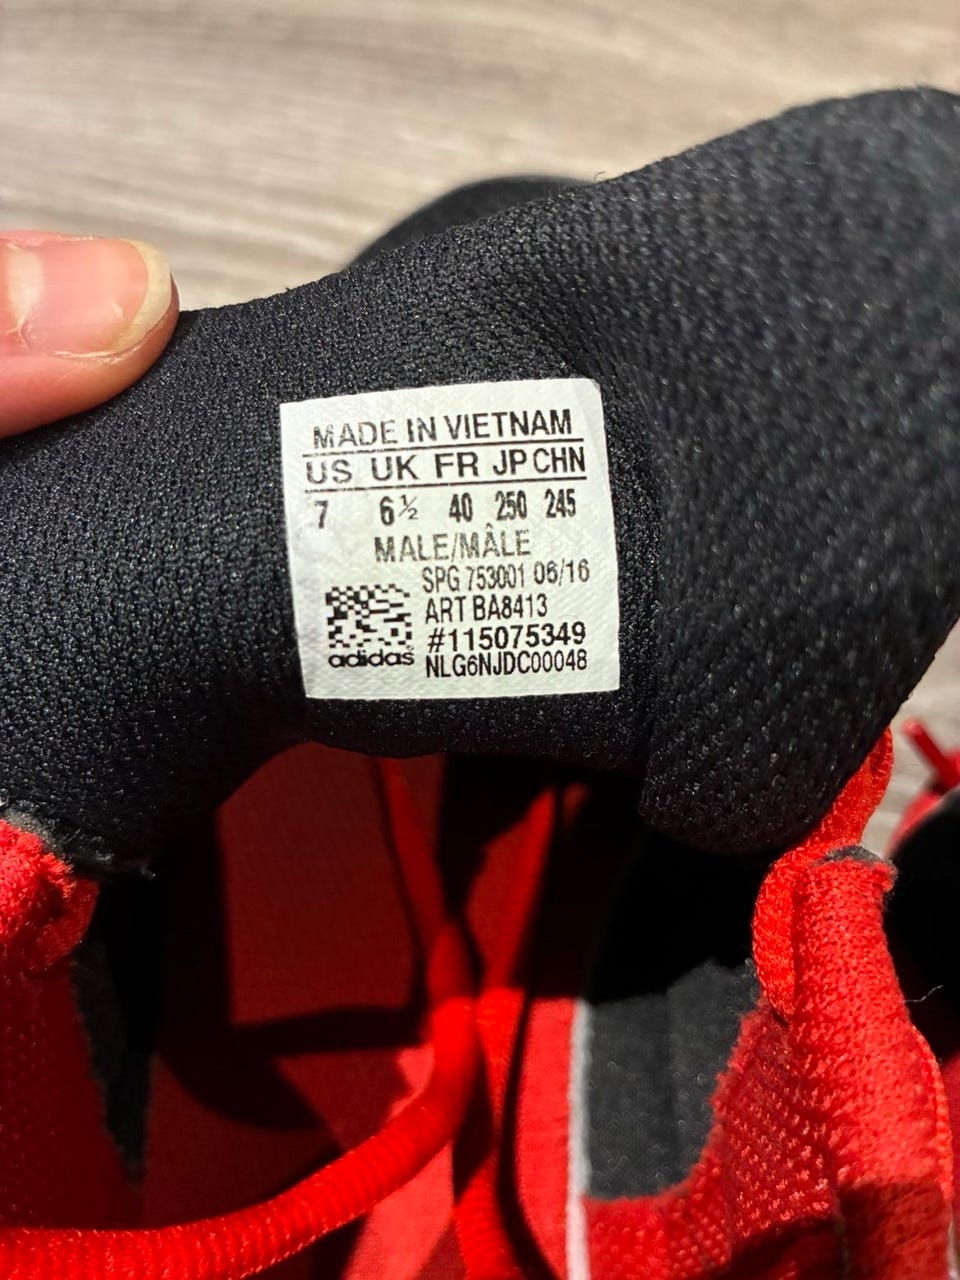 MADE IN VIETNAM
US UK FR JP CHN
7 6½ 40 250 245
MALE/MÂLE
SPG 753001 06/16
ART BA8413
#115075349
adidas NLG6NJDC00048